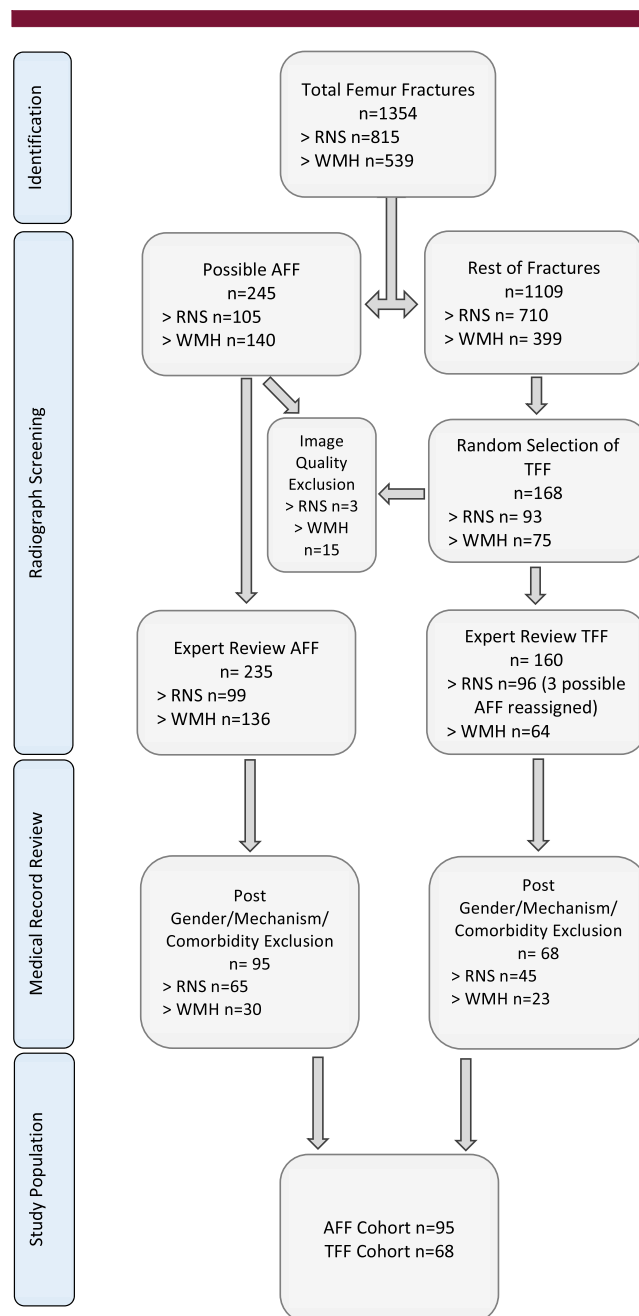 Identification
Total Femur Fractures
n=1354
> RNS n=815
> WMH n=539
Radiograph Screening
Possible AFF
n=245
> RNS n=105
> WMH n=140
Rest of Fractures
n=1109
> RNS n= 710
> WMH n= 399
Image
Quality
Exclusion
> RNS n=3
> WMH
n=15
Random Selection of
TFF
n=168
> RNS n= 93
> WMH n=75
Expert Review AFF
n= 235
> RNS n=99
> WMH n=136
Expert Review TFF
n= 160
> RNS n=96 (3 possible
AFF reassigned)
> WMH n=64
Medical Record Review
Post
Gender/Mechanism/
Comorbidity Exclusion
n= 95
> RNS n=65
> WMH n=30
Post
Gender/Mechanism/
Comorbidity Exclusion
n= 68
> RNS n=45
> WMH n=23
Study Population
AFF Cohort n=95
TFF Cohort n=68